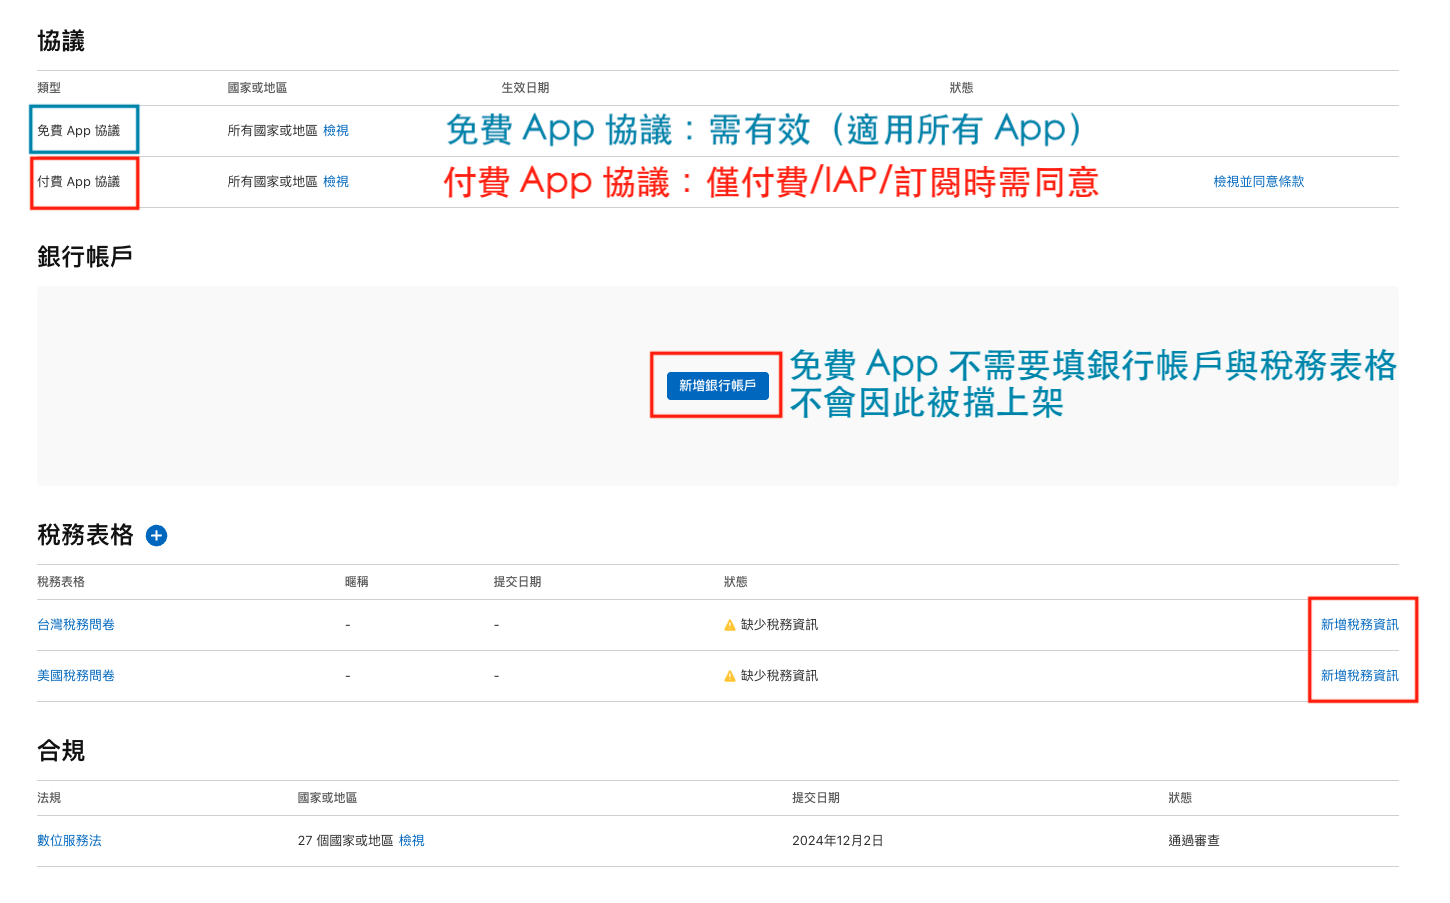 協議
類型 國家或地區 生效日期 狀態
免費 App 協議 所有國家或地區 檢視 免費 App 協議：需有效（適用所有 App）
付費 App 協議 所有國家或地區 檢視 付費 App 協議：僅付費/IAP/訂閱時需同意 檢視並同意條款
銀行帳戶
新增銀行帳戶
免費 App 不需要填銀行帳戶與稅務表格
不會因此被擋上架
稅務表格
稅務表格 暱稱 提交日期 狀態
台灣稅務問卷 - - 缺少稅務資訊 新增稅務資訊
美國稅務問卷 - - 缺少稅務資訊 新增稅務資訊
合規
法規 國家或地區 提交日期 狀態
數位服務法 27 個國家或地區 檢視 2024年12月2日 通過審查